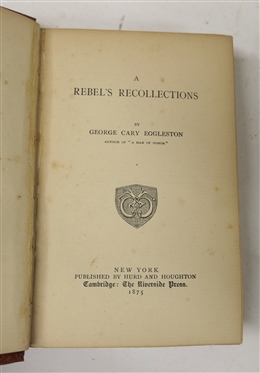 A
REBEL'S RECOLLECTIONS
BY
GEORGE CARY EGGLESTON
AUTHOR OF "A MAN OF HONOR"
NEW YORK
PUBLISHED BY HURD AND HOUGHTON
Cambridge: The Riverside Press.
1875